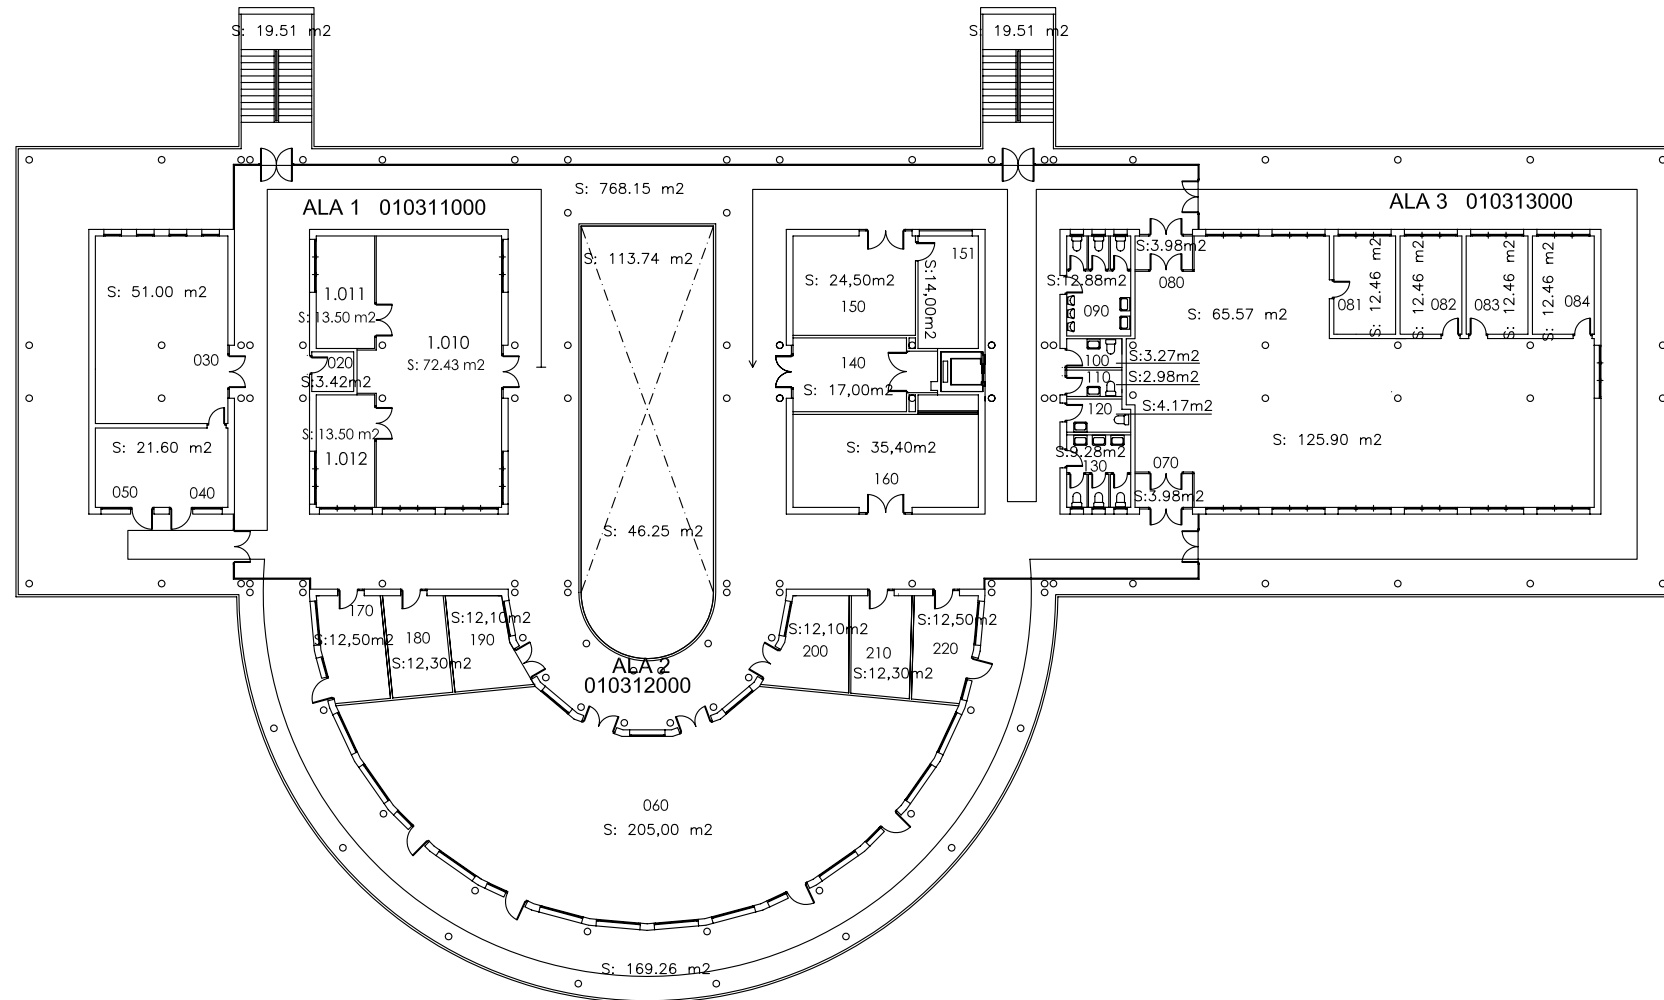 S: 19.51 m2
S: 19.51 m2
S: 768.15 m2
ALA 1 010311000
ALA 3 010313000
S: 51.00 m2
030
S: 21.60 m2
050
040
1.011
S: 13.50 m2
1.010
S: 72.43 m2
020
S:3.42m2
S: 13.50 m2
1.012
S: 113.74 m2
S: 46.25 m2
S: 24,50m2
150
151
S:14,00m2
140
S: 17,00m2
S: 35,40m2
160
S:3.98m2
080
S:12.88m2
090
100
S:3.27m2
110
S:2.98m2
120
S:4.17m2
S:9.28m2
130
070
S:3.98m2
S: 65.57 m2
081
S: 12.46 m2
S: 12.46 m2
082
083
S: 12.46 m2
S: 12.46 m2
084
S: 125.90 m2
170
S:12,50m2
180
S:12,30m2
S:12,10m2
190
ALA 2
010312000
S:12,10m2
200
210
S:12,30m2
S:12,50m2
220
060
S: 205,00 m2
S: 169.26 m2